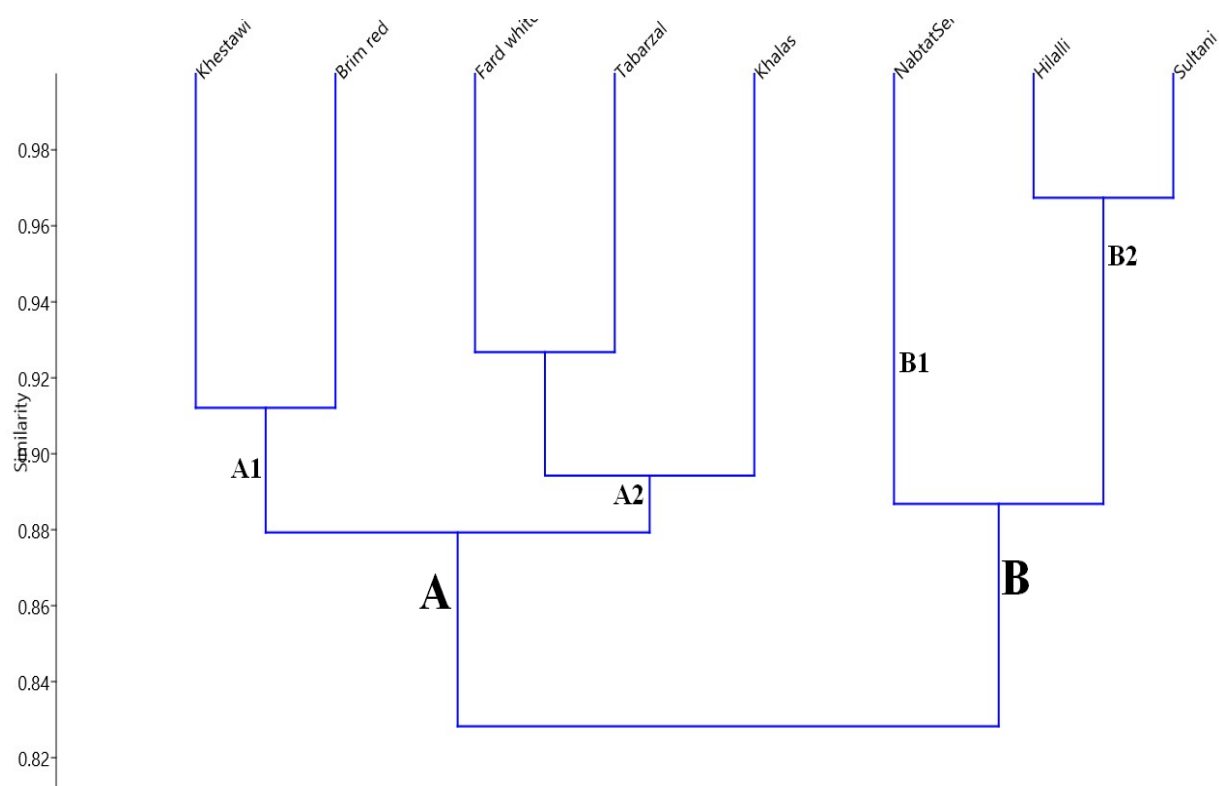 Khestawi
Brim red
Fard white
Tabarzal
Khalas
Hilalli
Sultani
0.98
0.96
B2
0.94
0.92
B1
Similarity
0.90
A1
A2
0.88
A
B
0.86
0.84
0.82